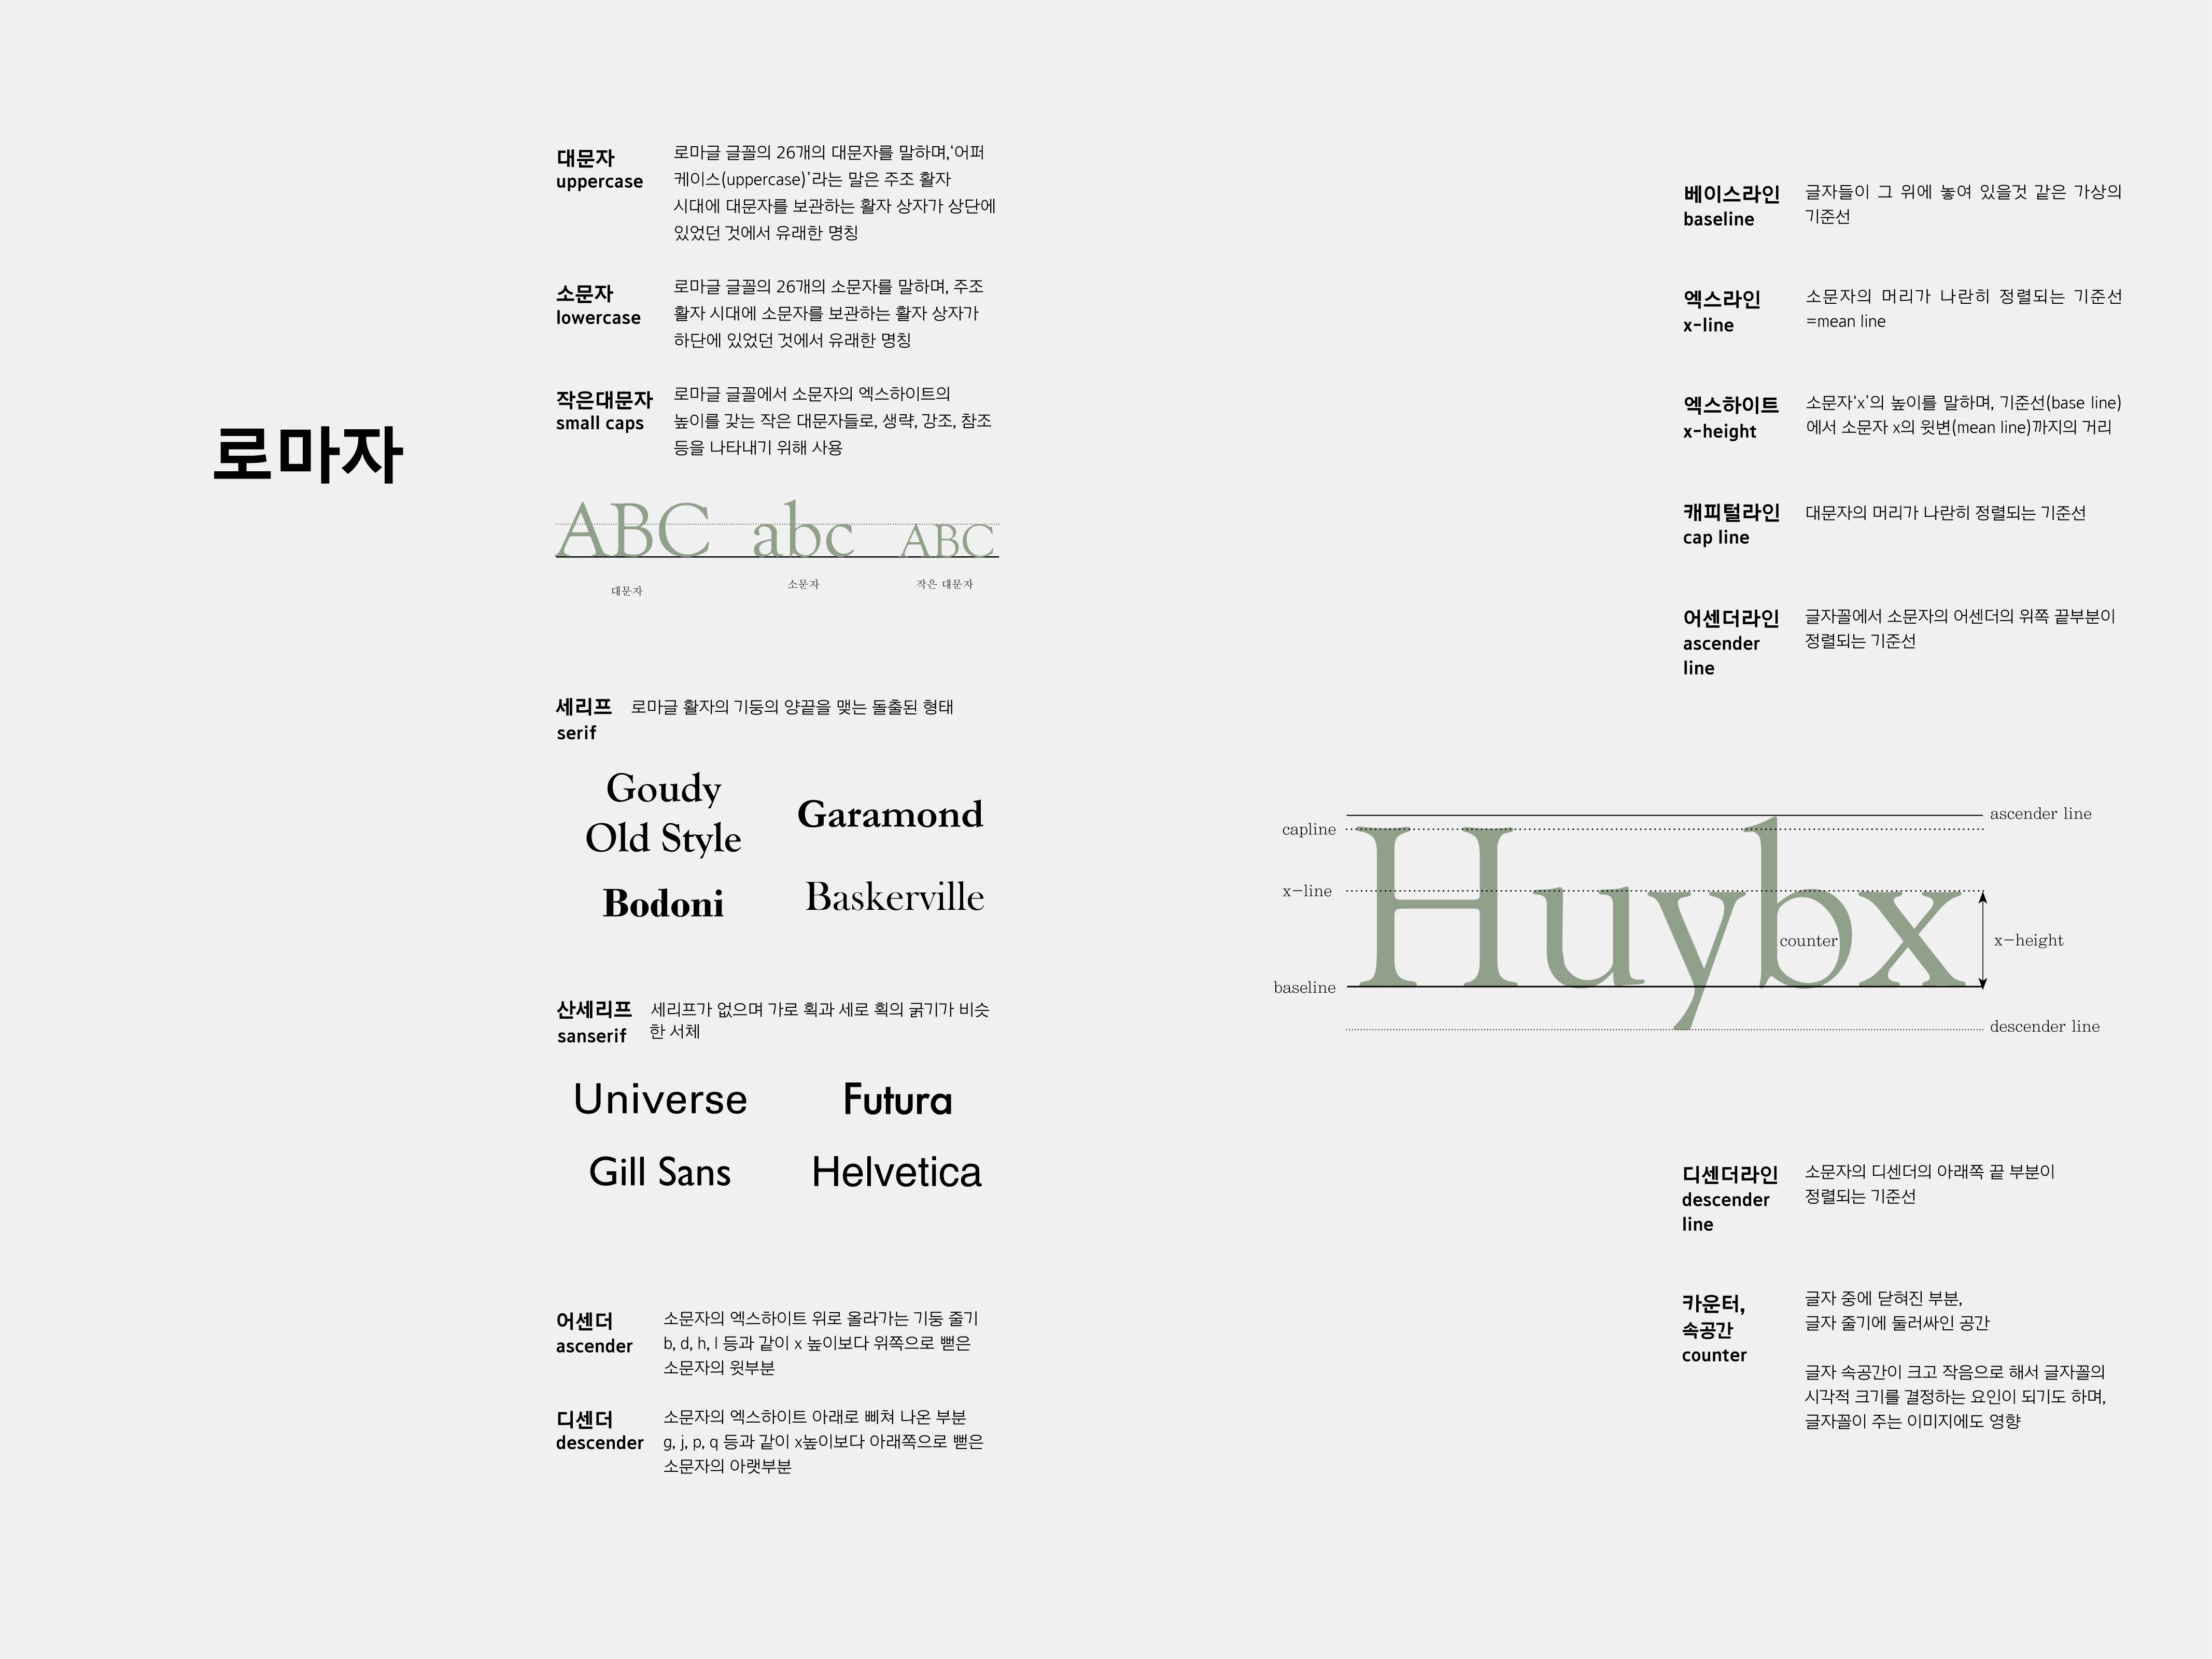 로마자
대문자
uppercase
로마글 글꼴의 26개의 대문자를 말하며,‘어퍼
케이스(uppercase)’라는 말은 주조 활자
시대에 대문자를 보관하는 활자 상자가 상단에
있었던 것에서 유래한 명칭
소문자
lowercase
로마글 글꼴의 26개의 소문자를 말하며, 주조
활자 시대에 소문자를 보관하는 활자 상자가
하단에 있었던 것에서 유래한 명칭
작은대문자
small caps
로마글 글꼴에서 소문자의 엑스하이트의
높이를 갖는 작은 대문자들로, 생략, 강조, 참조
등을 나타내기 위해 사용
ABC abc ABC
대문자 소문자 작은 대문자
세리프
serif
로마글 활자의 기둥의 양끝을 맺는 돌출된 형태
Goudy
Old Style
Garamond
Bodoni
Baskerville
산세리프
sanserif
세리프가 없으며 가로 획과 세로 획의 굵기가 비슷
한 서체
Universe
Futura
Gill Sans
Helvetica
어센더
ascender
소문자의 엑스하이트 위로 올라가는 기둥 줄기
b, d, h, l 등과 같이 x 높이보다 위쪽으로 뻗은
소문자의 윗부분
디센더
descender
소문자의 엑스하이트 아래로 삐쳐 나온 부분
g, j, p, q 등과 같이 x높이보다 아래쪽으로 뻗은
소문자의 아랫부분
베이스라인
baseline
글자들이 그 위에 놓여 있을것 같은 가상의
기준선
엑스라인
x-line
소문자의 머리가 나란히 정렬되는 기준선
=mean line
엑스하이트
x-height
소문자‘x’의 높이를 말하며, 기준선(base line)
에서 소문자 x의 윗변(mean line)까지의 거리
캐피털라인
cap line
대문자의 머리가 나란히 정렬되는 기준선
어센더라인
ascender
line
글자꼴에서 소문자의 어센더의 위쪽 끝부분이
정렬되는 기준선
ascender line
capline
x-line
Huybx
counter
x-height
baseline
descender line
디센더라인
descender
line
소문자의 디센더의 아래쪽 끝 부분이
정렬되는 기준선
카운터,
속공간
counter
글자 중에 닫혀진 부분,
글자 줄기에 둘러싸인 공간
글자 속공간이 크고 작음으로 해서 글자꼴의
시각적 크기를 결정하는 요인이 되기도 하며,
글자꼴이 주는 이미지에도 영향